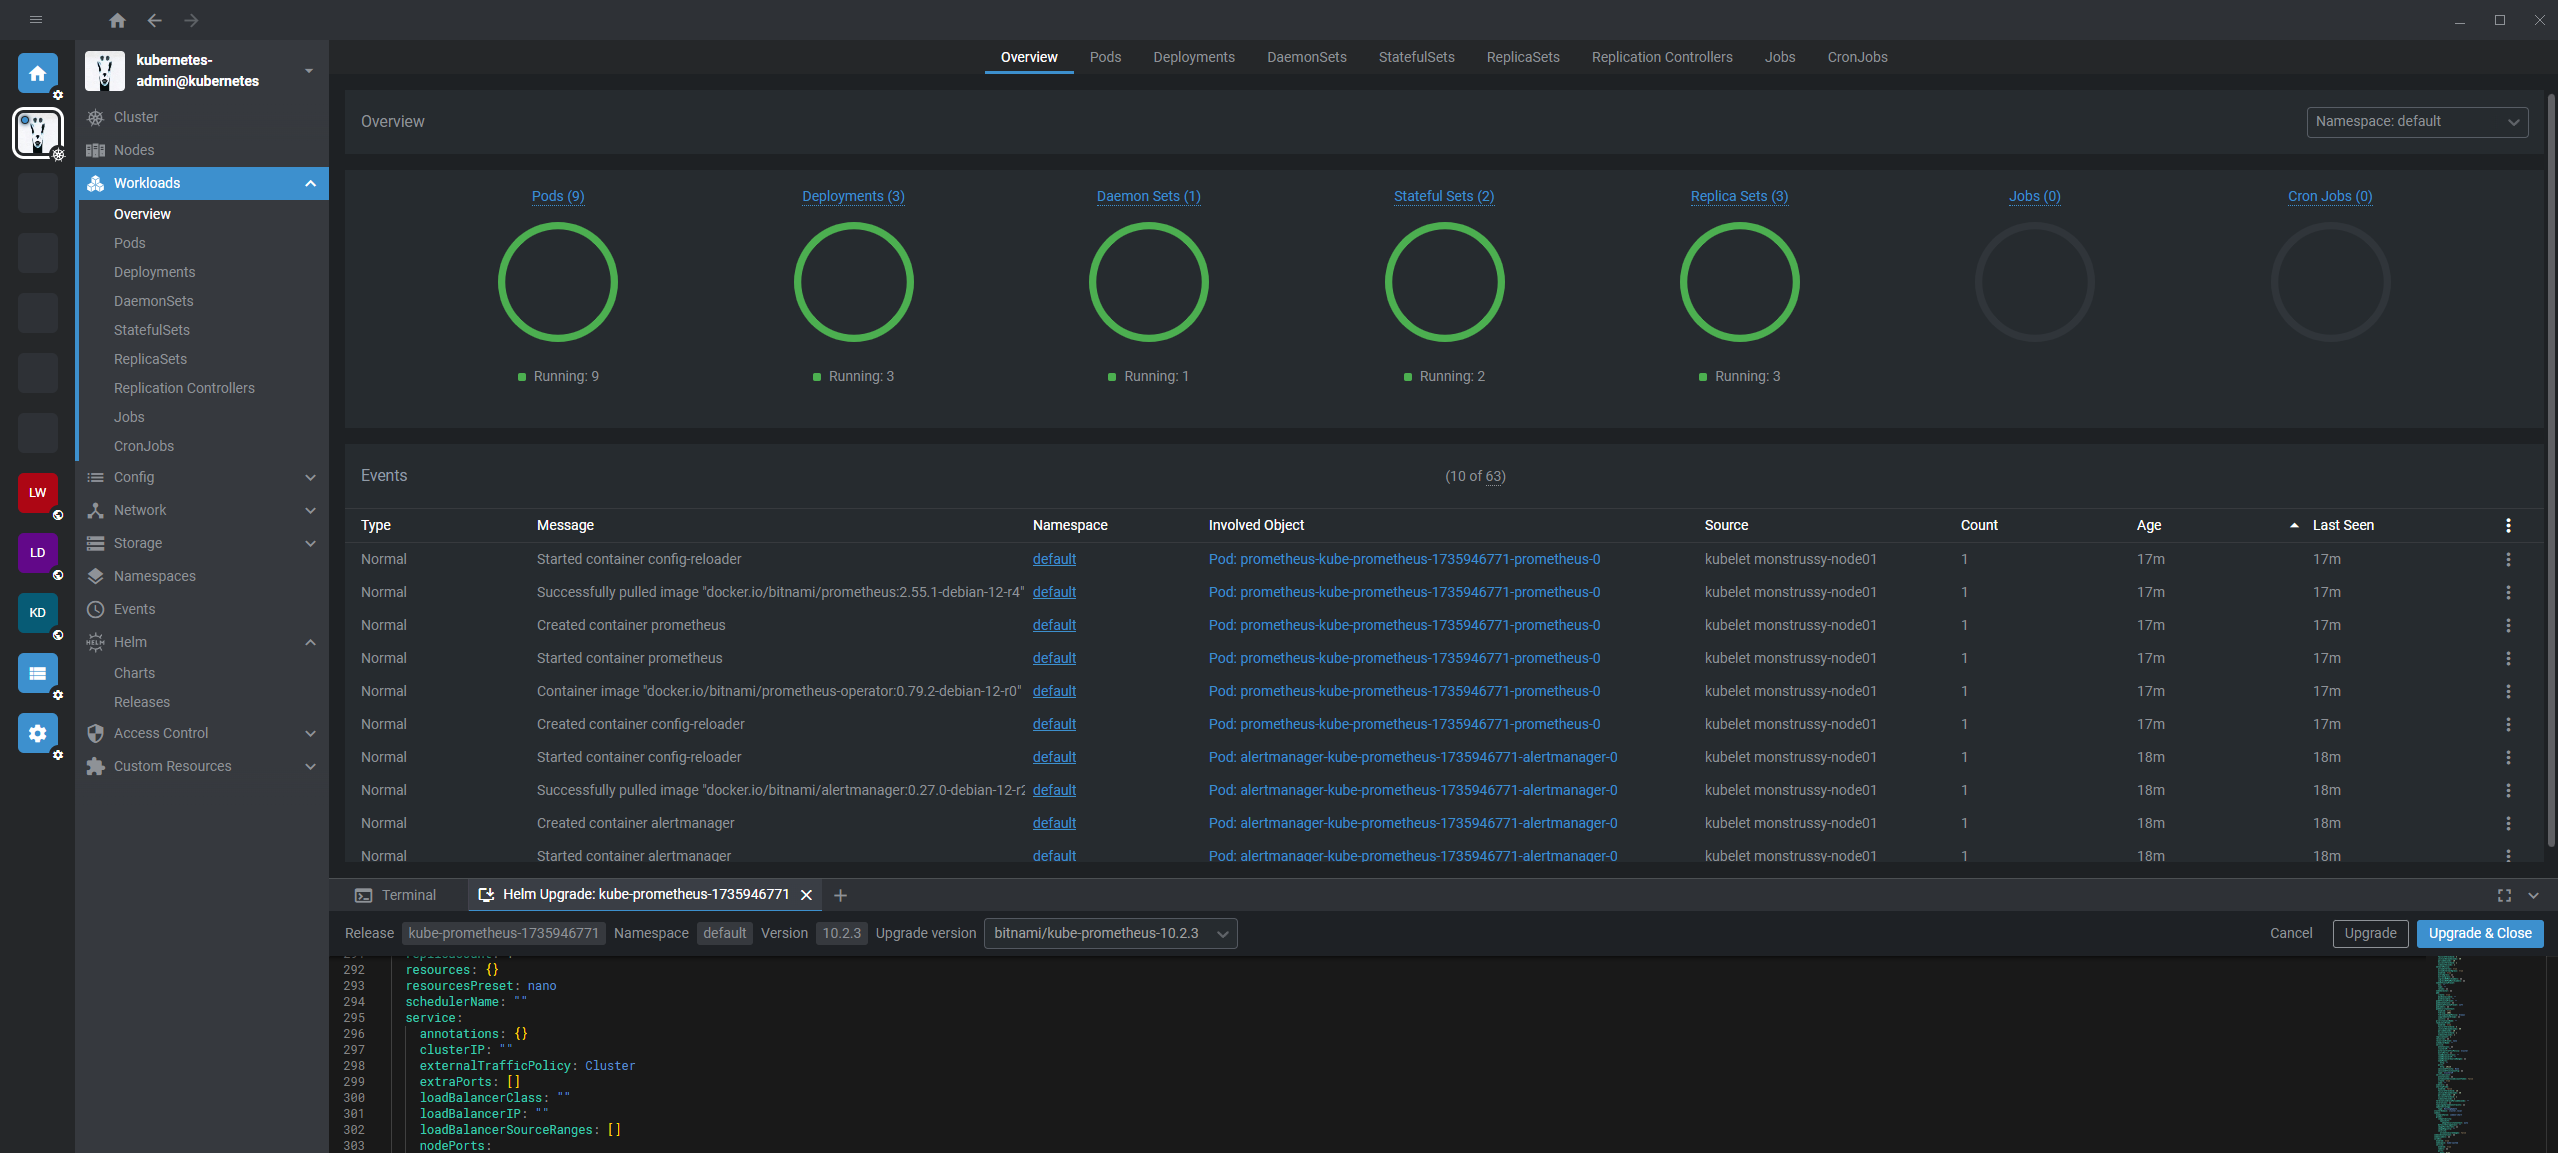 kubernetes-
admin@kubernetes
Cluster
Nodes
Workloads
Overview
Pods
Deployments
DaemonSets
StatefulSets
ReplicaSets
Replication Controllers
Jobs
CronJobs
Config
Network
Storage
Namespaces
Events
Helm
Charts
Releases
Access Control
Custom Resources
LW
LD
KD
Overview Pods Deployments DaemonSets StatefulSets ReplicaSets Replication Controllers Jobs CronJobs
Overview
Namespace: default
Pods (9) Deployments (3) Daemon Sets (1) Stateful Sets (2) Replica Sets (3) Jobs (0) Cron Jobs (0)
Running: 9 Running: 3 Running: 1 Running: 2 Running: 3
Events (10 of 63)
Type Message Namespace Involved Object Source Count Age Last Seen
Normal Started container config-reloader default Pod: prometheus-kube-prometheus-1735946771-prometheus-0 kubelet monstrussy-node01 1 17m 17m
Normal Successfully pulled image "docker.io/bitnami/prometheus:2.55.1-debian-12-r4" default Pod: prometheus-kube-prometheus-1735946771-prometheus-0 kubelet monstrussy-node01 1 17m 17m
Normal Created container prometheus default Pod: prometheus-kube-prometheus-1735946771-prometheus-0 kubelet monstrussy-node01 1 17m 17m
Normal Started container prometheus default Pod: prometheus-kube-prometheus-1735946771-prometheus-0 kubelet monstrussy-node01 1 17m 17m
Normal Container image "docker.io/bitnami/prometheus-operator:0.79.2-debian-12-r0" default Pod: prometheus-kube-prometheus-1735946771-prometheus-0 kubelet monstrussy-node01 1 17m 17m
Normal Created container config-reloader default Pod: prometheus-kube-prometheus-1735946771-prometheus-0 kubelet monstrussy-node01 1 17m 17m
Normal Started container config-reloader default Pod: alertmanager-kube-prometheus-1735946771-alertmanager-0 kubelet monstrussy-node01 1 18m 18m
Normal Successfully pulled image "docker.io/bitnami/alertmanager:0.27.0-debian-12-r2 default Pod: alertmanager-kube-prometheus-1735946771-alertmanager-0 kubelet monstrussy-node01 1 18m 18m
Normal Created container alertmanager default Pod: alertmanager-kube-prometheus-1735946771-alertmanager-0 kubelet monstrussy-node01 1 18m 18m
Normal Started container alertmanager default Pod: alertmanager-kube-prometheus-1735946771-alertmanager-0 kubelet monstrussy-node01 1 18m 18m
Terminal Helm Upgrade: kube-prometheus-1735946771
Release kube-prometheus-1735946771 Namespace default Version 10.2.3 Upgrade version bitnami/kube-prometheus-10.2.3 Cancel Upgrade Upgrade & Close
292 resources: {}
293 resourcesPreset: nano
294 schedulerName: ""
295 service:
296 annotations: {}
297 clusterIP: ""
298 externalTrafficPolicy: Cluster
299 extraPorts: []
300 loadBalancerClass: ""
301 loadBalancerIP: ""
302 loadBalancerSourceRanges: []
303 nodePorts: